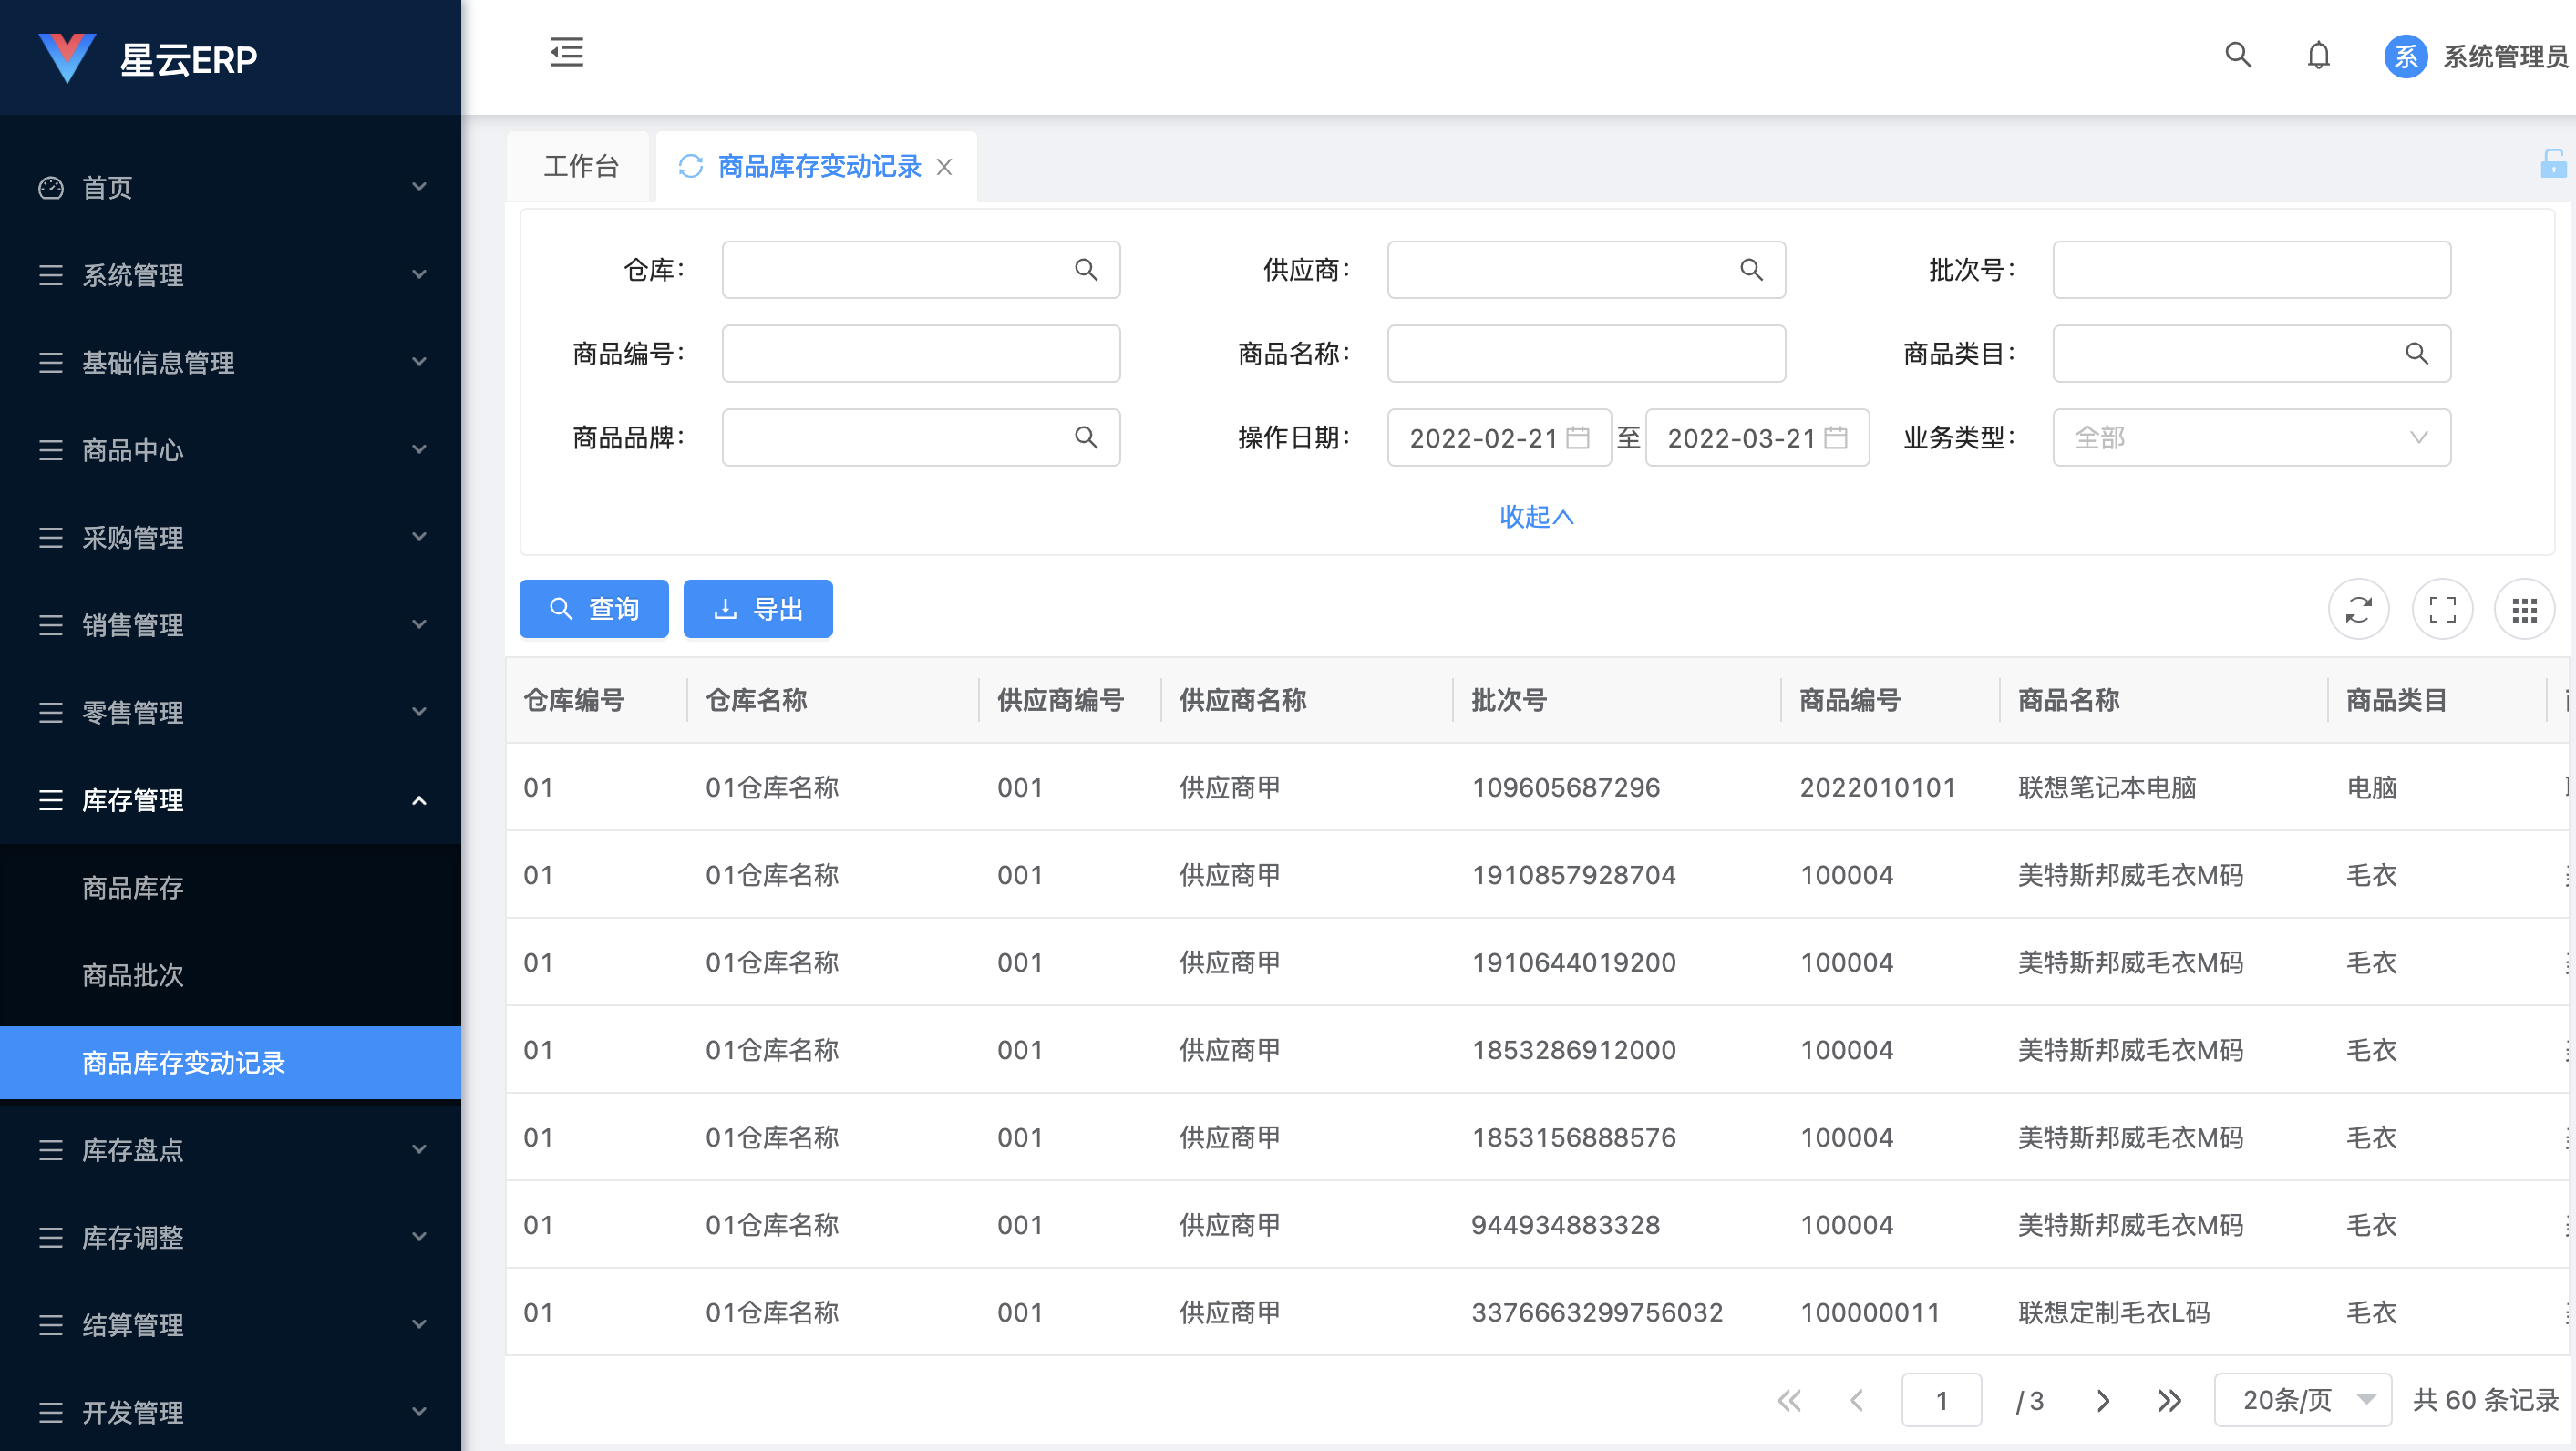 星云ERP
系 系统管理员
首页
系统管理
基础信息管理
商品中心
采购管理
销售管理
零售管理
库存管理
商品库存
商品批次
商品库存变动记录
库存盘点
库存调整
结算管理
开发管理
工作台 商品库存变动记录
仓库: 供应商: 批次号:
商品编号: 商品名称: 商品类目:
商品品牌: 操作日期: 2022-02-21 至 2022-03-21 业务类型: 全部
收起
查询 导出
仓库编号 仓库名称 供应商编号 供应商名称 批次号 商品编号 商品名称 商品类目
01 01仓库名称 001 供应商甲 109605687296 2022010101 联想笔记本电脑 电脑
01 01仓库名称 001 供应商甲 1910857928704 100004 美特斯邦威毛衣M码 毛衣
01 01仓库名称 001 供应商甲 1910644019200 100004 美特斯邦威毛衣M码 毛衣
01 01仓库名称 001 供应商甲 1853286912000 100004 美特斯邦威毛衣M码 毛衣
01 01仓库名称 001 供应商甲 1853156888576 100004 美特斯邦威毛衣M码 毛衣
01 01仓库名称 001 供应商甲 944934883328 100004 美特斯邦威毛衣M码 毛衣
01 01仓库名称 001 供应商甲 3376663299756032 100000011 联想定制毛衣L码 毛衣
1 / 3 20条/页 共 60 条记录